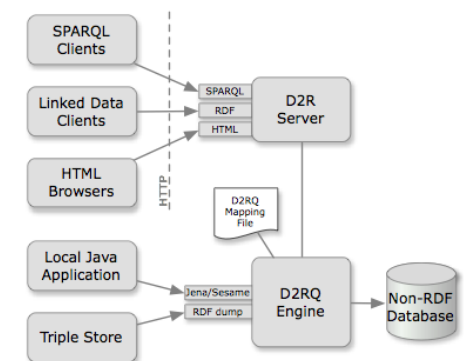 SPARQL
Clients
Linked Data
Clients
HTML
Browsers
HTTP
SPARQL
RDF
HTML
D2R
Server
D2RQ
Mapping
File
Local Java
Application
Triple Store
Jena/Sesame
RDF dump
D2RQ
Engine
Non-RDF
Database